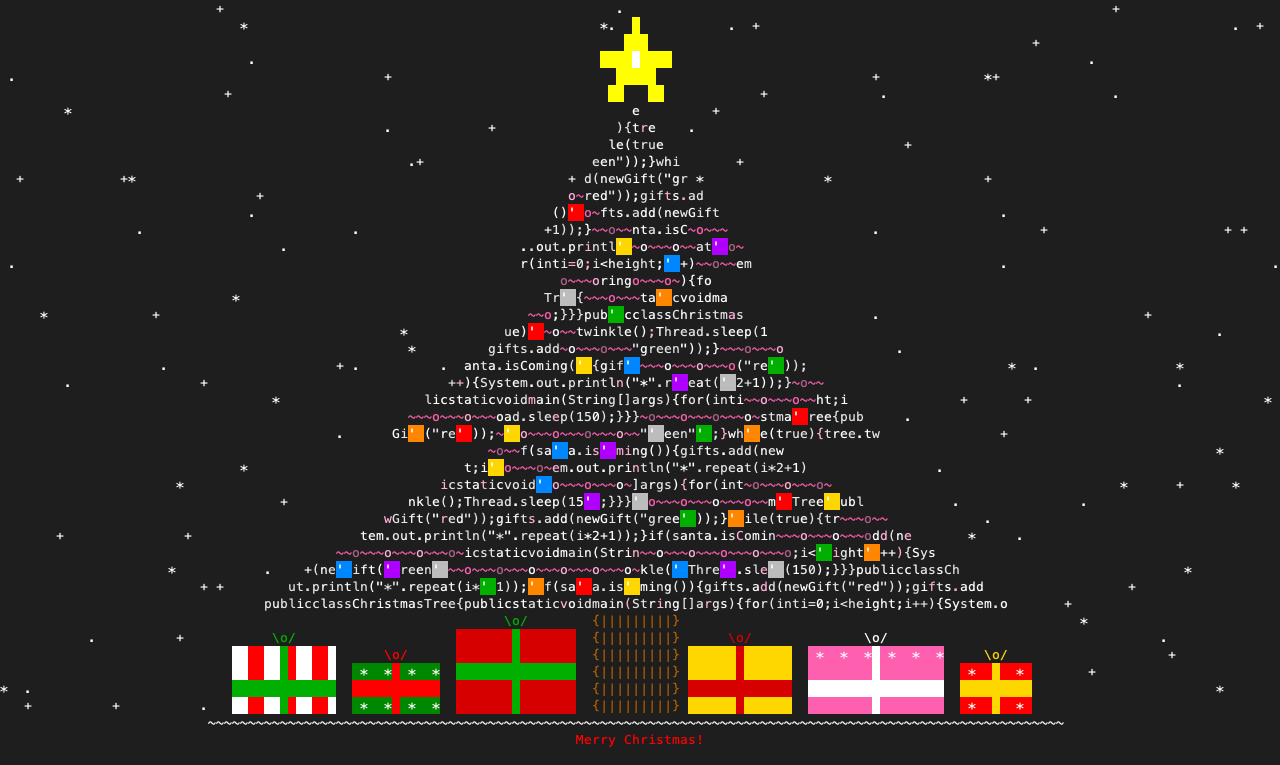 e
){tre
le(true
een"));}whi
d(newGift("gr
o~red"));gifts.ad
()'o~fts.add(newGift
+1));}~~o~~nta.isC~o~~~
..out.printl'~o~~~o~~at'~o~
r(inti=0;i<height;'+)~~o~~em
o~~~oringo~~~o~){fo
Tr'{~~~o~~~ta'cvoidma
~~o;}}}pub'cclassChristmas
ue)'~o~~twinkle();Thread.sleep(1
gifts.add~o~~~o~~~"green"));}~~~o~~~o
anta.isComing('{gif'~~~o~~~o~~~o("re'));
++){System.out.println("*".r'eat('2+1));}~o~~
licstaticvoidmain(String[]args){for(inti~~o~~~o~~ht;i
~~~o~~~o~~~oad.sleep(150);}}}~o~~~o~~~o~~~o~stma'ree{pub
Gi'("re'));~'o~~~o~~~o~~~o~~"'een"';}wh'e(true){tree.tw
~o~~f(sa'a.is'ming()){gifts.add(new
t;i'o~~~o~em.out.println("*".repeat(i*2+1)
icstaticvoid'o~~~o~~~o~]args){for(int~o~~~o~~~o~
nkle();Thread.sleep(15';}}}'o~~~o~~~o~~~o~~~m'Tree'ubl
wGift("red"));gifts.add(newGift("gree'));}'ile(true){tr~~~o~~
tem.out.println("*".repeat(i*2+1));}if(santa.isComin~~~o~~~o~~~odd(ne
~~o~~~o~~~o~~~o~icstaticvoidmain(Strin~~o~~~o~~~o~~~o~~~o;i<'ight'++){Sys
+(ne'ift('reen'~~o~~~o~~~o~~~o~kle('Thre'.sle'(150);}}}publicclassCh
ut.println("*".repeat(i*'1));'f(sa'a.is'ming()){gifts.add(newGift("red"));gifts.add
publicclassChristmasTree{publicstaticvoidmain(String[]args){for(inti=0;i<height;i++){System.o
Merry Christmas!